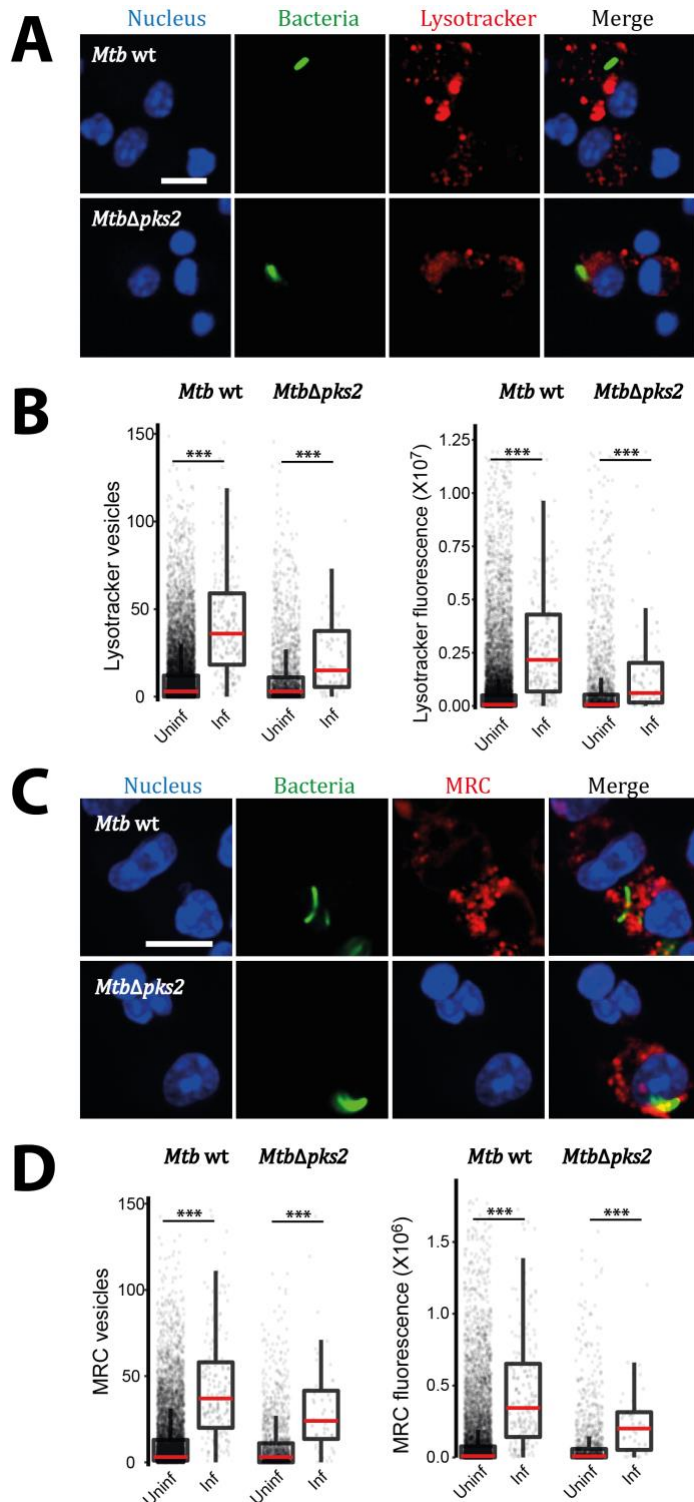 A
Nucleus Bacteria Lysotracker Merge
Mtb wt
MtbΔpks2
B
Mtb wt MtbΔpks2 Mtb wt MtbΔpks2
Lysotracker vesicles
150
100
50
0
*** ***
Uninf Inf Uninf Inf
Lysotracker fluorescence (X10⁷)
1.25
1.00
0.75
0.5
0.25
0.00
*** ***
Uninf Inf Uninf Inf
C
Nucleus Bacteria MRC Merge
Mtb wt
MtbΔpks2
D
Mtb wt MtbΔpks2 Mtb wt MtbΔpks2
MRC vesicles
150
100
50
0
*** ***
Uninf Inf Uninf Inf
MRC fluorescence (X10⁶)
1.5
1.0
0.5
0.0
*** ***
Uninf Inf Uninf Inf